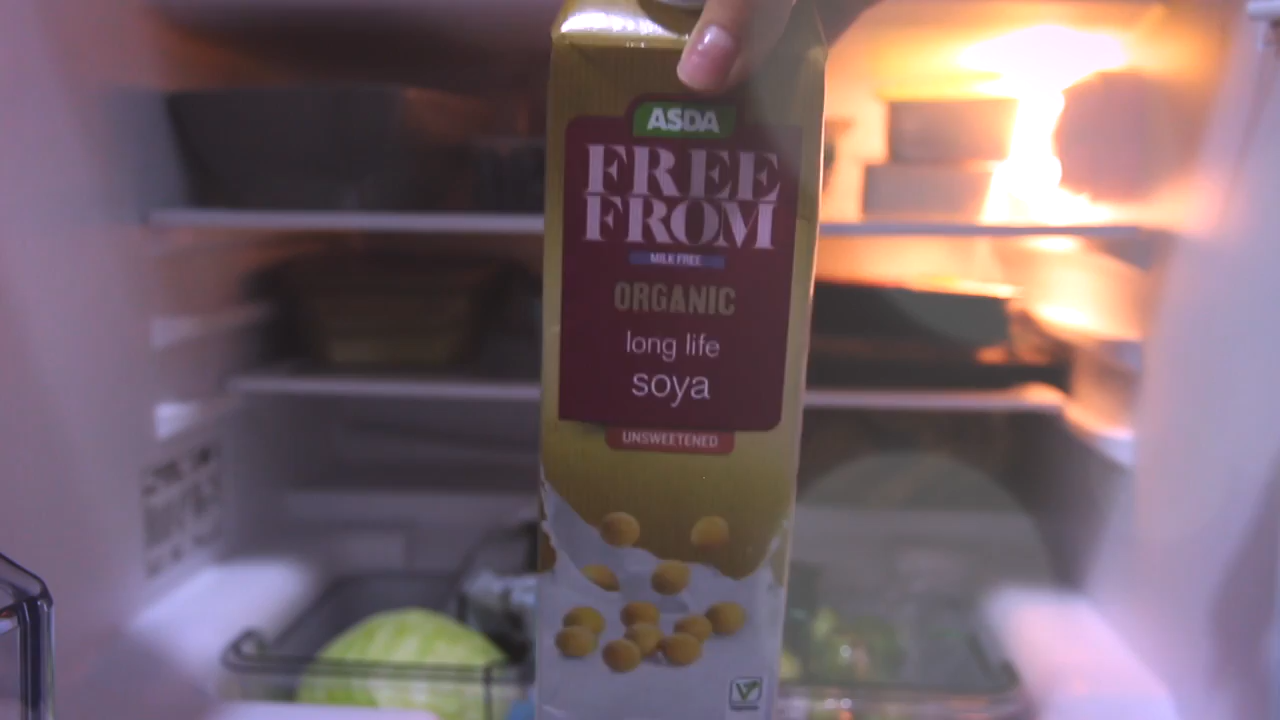 ASDA
FREE
FROM
MILK FREE
ORGANIC
long life
soya
UNSWEETENED